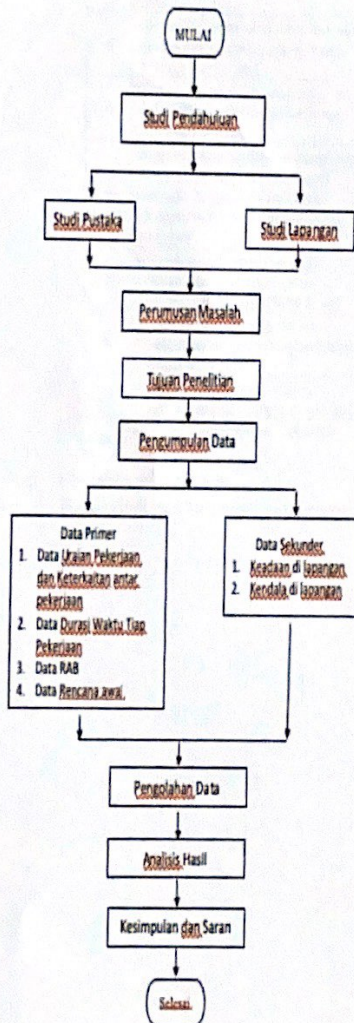 MULAI
Studi Pendahuluan
Studi Pustaka
Studi Lapangan
Perumusan Masalah
Tujuan Penelitian
Pengumpulan Data
Data Primer
1. Data Uraian Pekerjaan
dan Keterkaitan antar
pekerjaan
2. Data Durasi Waktu Tiap
Pekerjaan
3. Data RAB
4. Data Rencana awal
Data Sekunder
1. Keadaan di lapangan
2. Kendala di lapangan
Pengolahan Data
Analisis Hasil
Kesimpulan dan Saran
Selesai